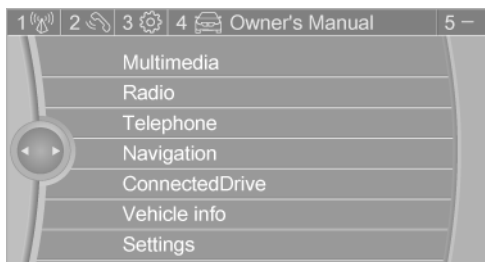 1 2 3 4 Owner's Manual 5
Multimedia
Radio
Telephone
Navigation
ConnectedDrive
Vehicle info
Settings